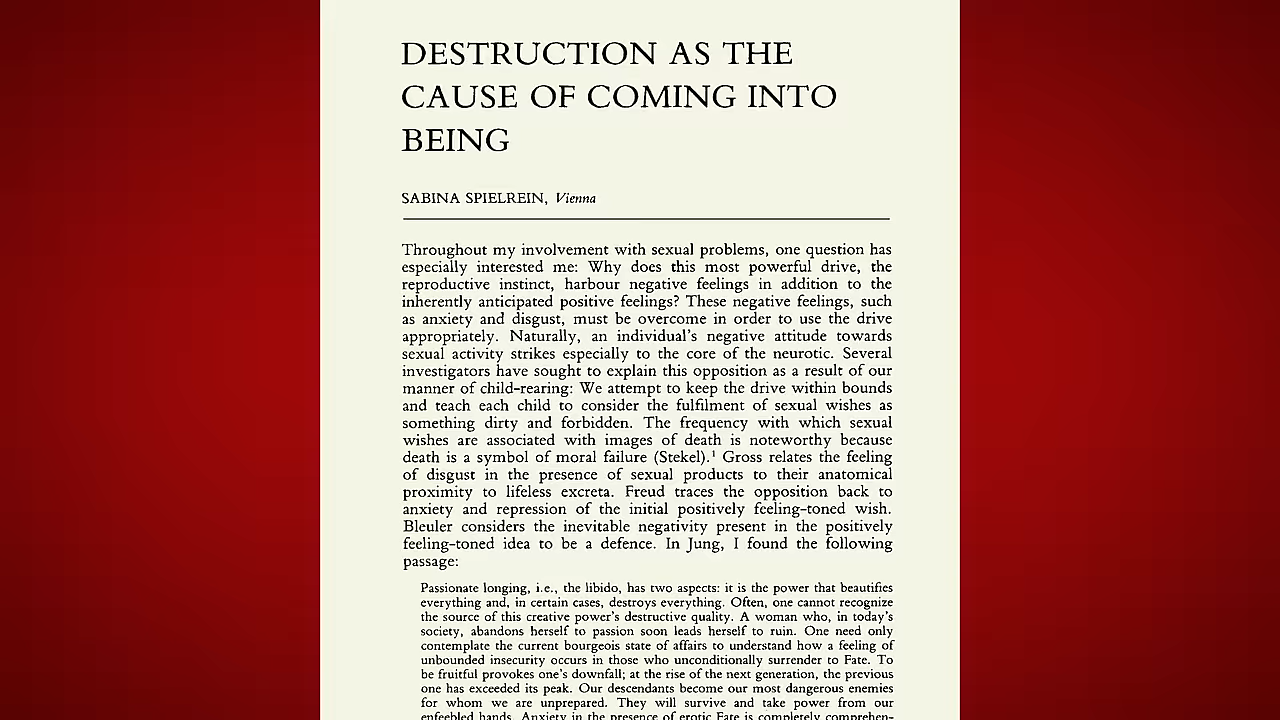 DESTRUCTION AS THE
CAUSE OF COMING INTO
BEING
SABINA SPIELREIN, Vienna
Throughout my involvement with sexual problems, one question has
especially interested me: Why does this most powerful drive, the
reproductive instinct, harbour negative feelings in addition to the
inherently anticipated positive feelings? These negative feelings, such
as anxiety and disgust, must be overcome in order to use the drive
appropriately. Naturally, an individual's negative attitude towards
sexual activity strikes especially to the core of the neurotic. Several
investigators have sought to explain this opposition as a result of our
manner of child-rearing: We attempt to keep the drive within bounds
and teach each child to consider the fulfilment of sexual wishes as
something dirty and forbidden. The frequency with which sexual
wishes are associated with images of death is noteworthy because
death is a symbol of moral failure (Stekel).¹ Gross relates the feeling
of disgust in the presence of sexual products to their anatomical
proximity to lifeless excreta. Freud traces the opposition back to
anxiety and repression of the initial positively feeling-toned wish.
Bleuler considers the inevitable negativity present in the positively
feeling-toned idea to be a defence. In Jung, I found the following
passage:
Passionate longing, i.e., the libido, has two aspects: it is the power that beautifies
everything and, in certain cases, destroys everything. Often, one cannot recognize
the source of this creative power's destructive quality. A woman who, in today's
society, abandons herself to passion soon leads herself to ruin. One need only
contemplate the current bourgeois state of affairs to understand how a feeling of
unbounded insecurity occurs in those who unconditionally surrender to Fate. To
be fruitful provokes one's downfall; at the rise of the next generation, the previous
one has exceeded its peak. Our descendants become our most dangerous enemies
for whom we are unprepared. They will survive and take power from our
enfeebled hands. Anxiety in the presence of erotic Fate is completely comprehen-